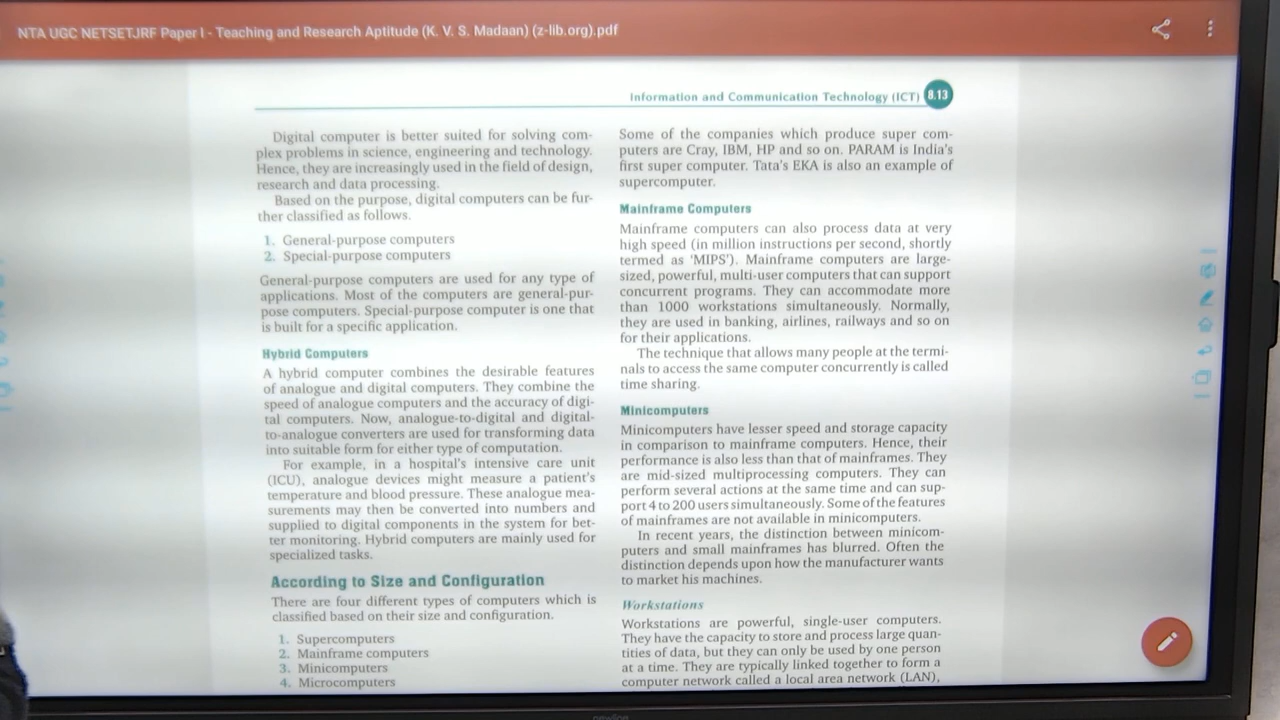 NTA UGC NETSETJRF Paper I - Teaching and Research Aptitude (K. V. S. Madaan) (z-lib.org).pdf
Information and Communication Technology (ICT) 8.13
Digital computer is better suited for solving com-
plex problems in science, engineering and technology.
Hence, they are increasingly used in the field of design,
research and data processing.
Based on the purpose, digital computers can be fur-
ther classified as follows.
1. General-purpose computers
2. Special-purpose computers
General-purpose computers are used for any type of
applications. Most of the computers are general-pur-
pose computers. Special-purpose computer is one that
is built for a specific application.
Hybrid Computers
A hybrid computer combines the desirable features
of analogue and digital computers. They combine the
speed of analogue computers and the accuracy of digi-
tal computers. Now, analogue-to-digital and digital-
to-analogue converters are used for transforming data
into suitable form for either type of computation.
For example, in a hospital's intensive care unit
(ICU), analogue devices might measure a patient's
temperature and blood pressure. These analogue mea-
surements may then be converted into numbers and
supplied to digital components in the system for bet-
ter monitoring. Hybrid computers are mainly used for
specialized tasks.
According to Size and Configuration
There are four different types of computers which is
classified based on their size and configuration.
1. Supercomputers
2. Mainframe computers
3. Minicomputers
4. Microcomputers
Some of the companies which produce super com-
puters are Cray, IBM, HP and so on. PARAM is India's
first super computer. Tata's EKA is also an example of
supercomputer.
Mainframe Computers
Mainframe computers can also process data at very
high speed (in million instructions per second, shortly
termed as 'MIPS'). Mainframe computers are large-
sized, powerful, multi-user computers that can support
concurrent programs. They can accommodate more
than 1000 workstations simultaneously. Normally,
they are used in banking, airlines, railways and so on
for their applications.
The technique that allows many people at the termi-
nals to access the same computer concurrently is called
time sharing.
Minicomputers
Minicomputers have lesser speed and storage capacity
in comparison to mainframe computers. Hence, their
performance is also less than that of mainframes. They
are mid-sized multiprocessing computers. They can
perform several actions at the same time and can sup-
port 4 to 200 users simultaneously. Some of the features
of mainframes are not available in minicomputers.
In recent years, the distinction between minicom-
puters and small mainframes has blurred. Often the
distinction depends upon how the manufacturer wants
to market his machines.
Workstations
Workstations are powerful, single-user computers.
They have the capacity to store and process large quan-
tities of data, but they can only be used by one person
at a time. They are typically linked together to form a
computer network called a local area network (LAN),
newline